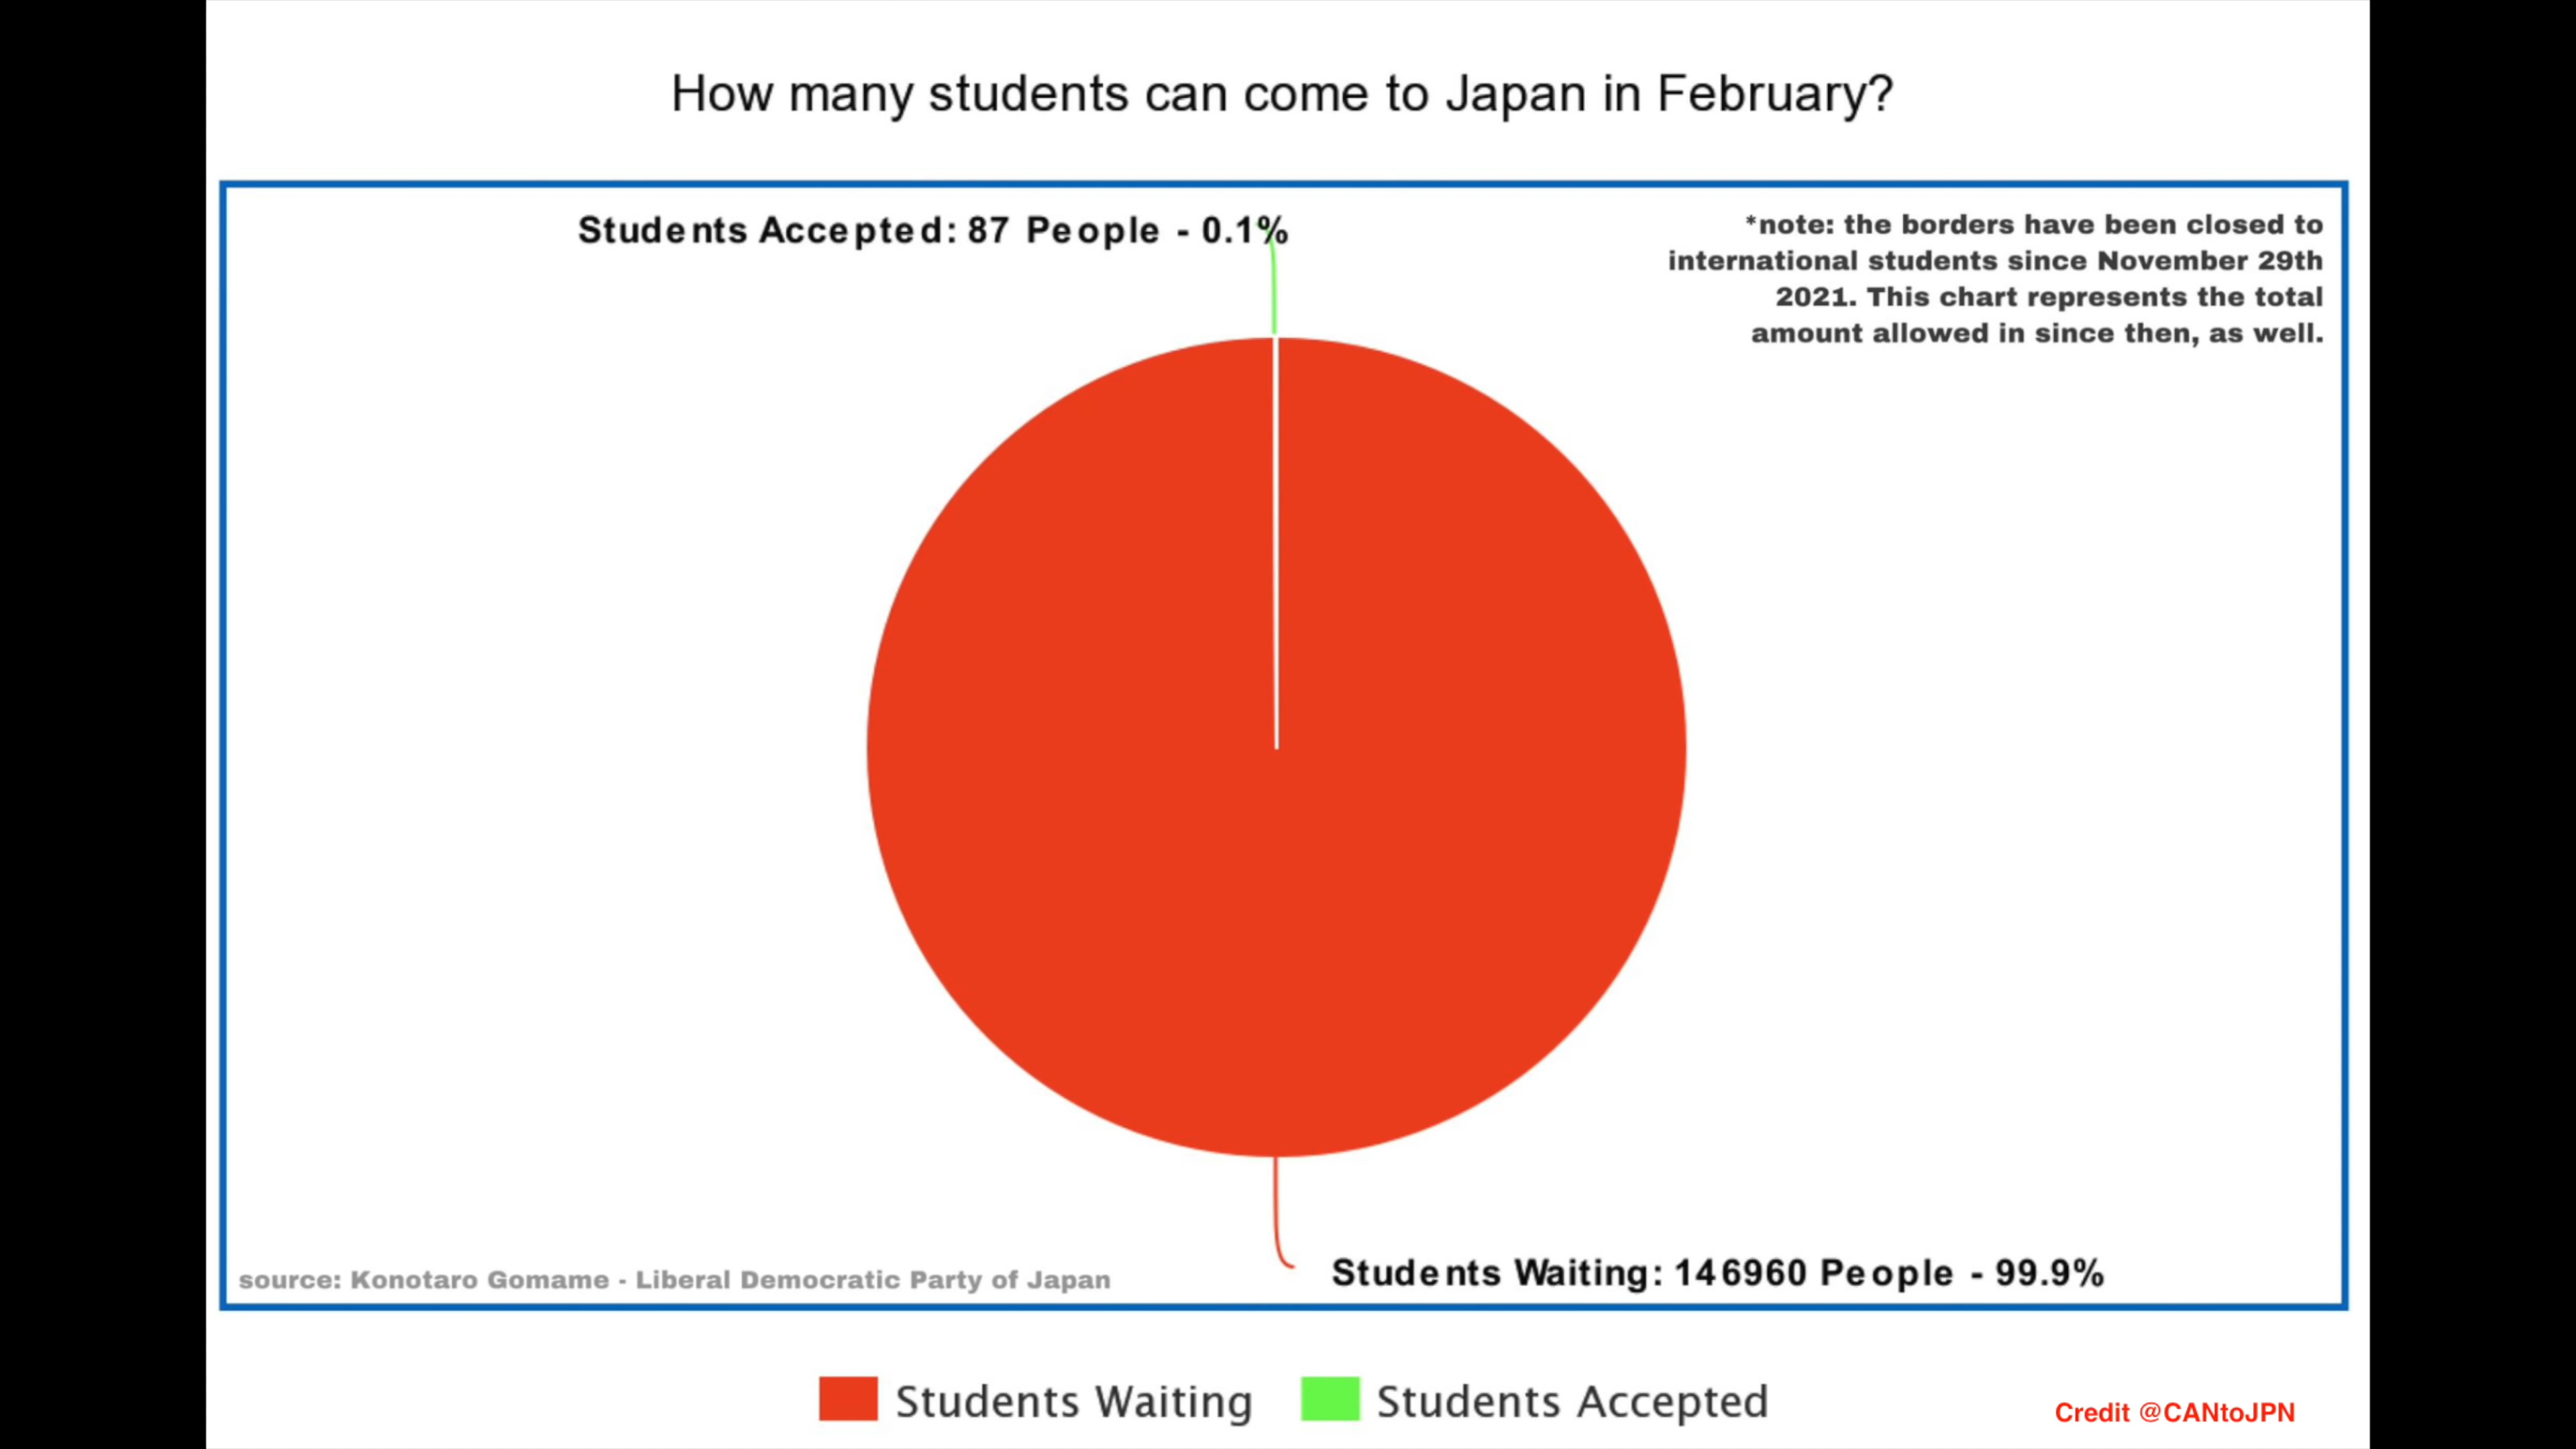 How many students can come to Japan in February?
Students Accepted: 87 People - 0.1%
*note: the borders have been closed to
international students since November 29th
2021. This chart represents the total
amount allowed in since then, as well.
source: Konotaro Gomame - Liberal Democratic Party of Japan
Students Waiting: 146960 People - 99.9%
Students Waiting
Students Accepted
Credit @CANtoJPN